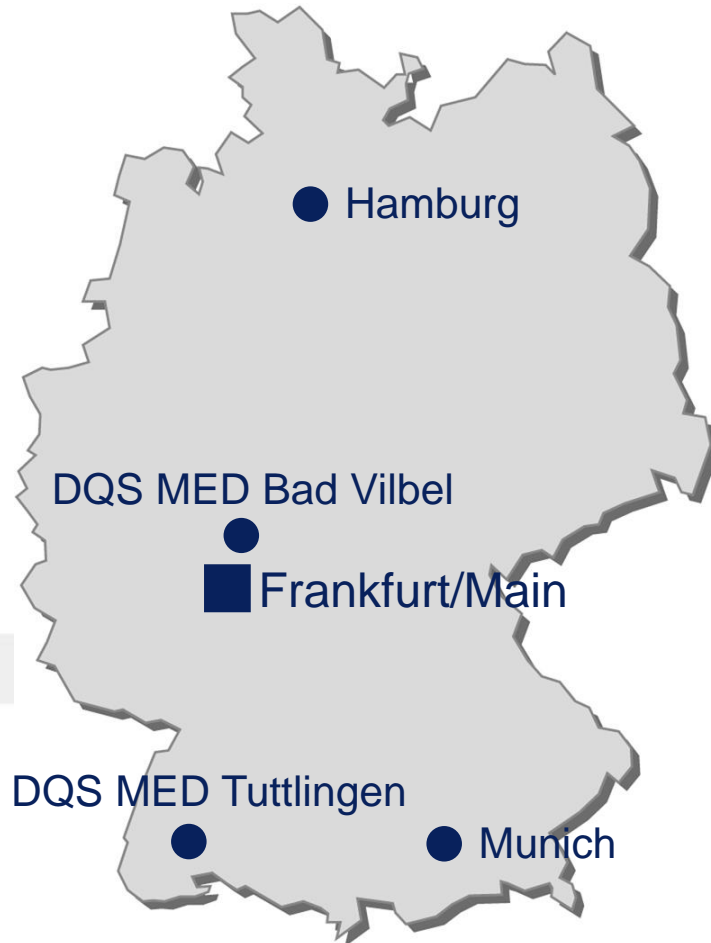 Hamburg
DQS MED Bad Vilbel
Frankfurt/Main
DQS MED Tuttlingen
Munich